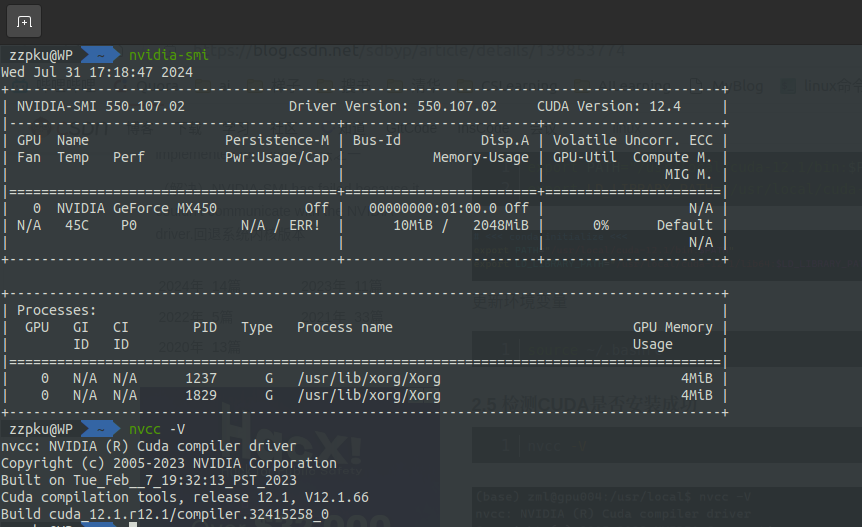 zzpku@WP ~ nvidia-smi
Wed Jul 31 17:18:47 2024
+-----------------------------------------------------------------------------------------+
| NVIDIA-SMI 550.107.02             Driver Version: 550.107.02     CUDA Version: 12.4     |
|-----------------------------------------+------------------------+----------------------+
| GPU  Name                 Persistence-M | Bus-Id          Disp.A | Volatile Uncorr. ECC |
| Fan  Temp   Perf          Pwr:Usage/Cap |           Memory-Usage | GPU-Util  Compute M. |
|                                         |                        |               MIG M. |
|=========================================+========================+======================|
|   0  NVIDIA GeForce MX450           Off |   00000000:01:00.0 Off |                  N/A |
| N/A   45C    P0              N/A / ERR! |      10MiB /   2048MiB |      0%      Default |
|                                         |                        |                  N/A |
+-----------------------------------------+------------------------+----------------------+
+-----------------------------------------------------------------------------------------+
| Processes:                                                                              |
|  GPU   GI   CI        PID   Type   Process name                              GPU Memory |
|        ID   ID                                                               Usage      |
|=========================================================================================|
|    0   N/A  N/A      1237      G   /usr/lib/xorg/Xorg                              4MiB |
|    0   N/A  N/A      1829      G   /usr/lib/xorg/Xorg                              4MiB |
+-----------------------------------------------------------------------------------------+
zzpku@WP ~ nvcc -V
nvcc: NVIDIA (R) Cuda compiler driver
Copyright (c) 2005-2023 NVIDIA Corporation
Built on Tue_Feb__7_19:32:13_PST_2023
Cuda compilation tools, release 12.1, V12.1.66
Build cuda_12.1.r12.1/compiler.32415258_0